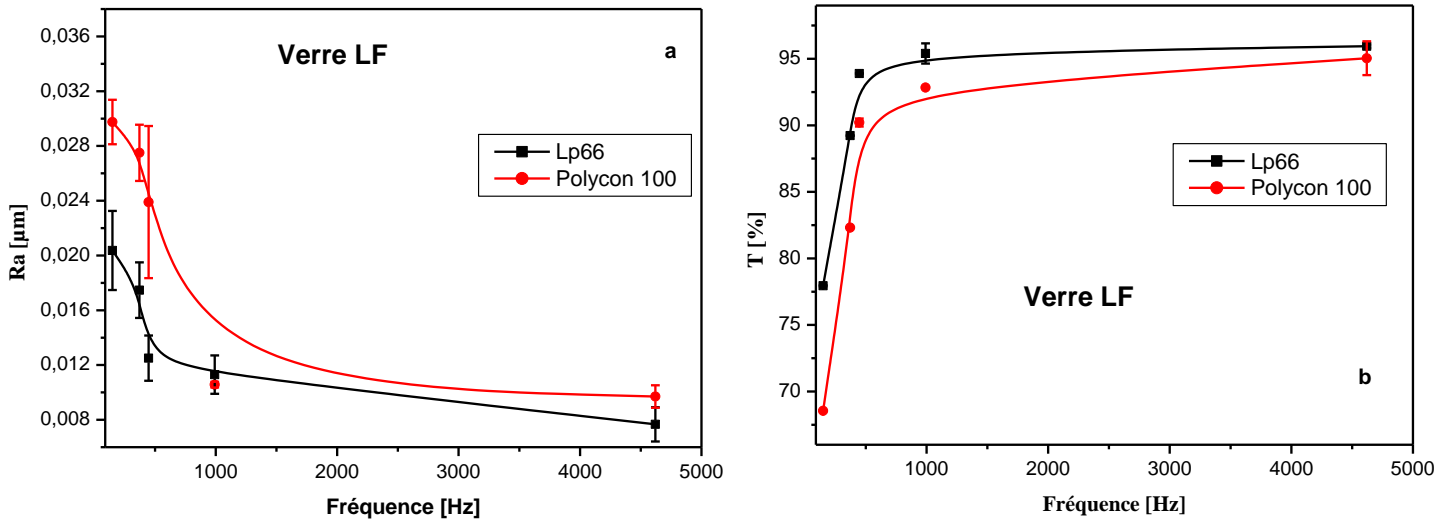 0,036
0,032
0,028
0,024
0,020
0,016
0,012
0,008
Ra [µm]
Verre LF
a
Lp66
Polycon 100
0
1000
2000
3000
4000
5000
Fréquence [Hz]
95
90
85
80
75
70
T [%]
Lp66
Polycon 100
Verre LF
b
1000
2000
3000
4000
5000
Fréquence [Hz]